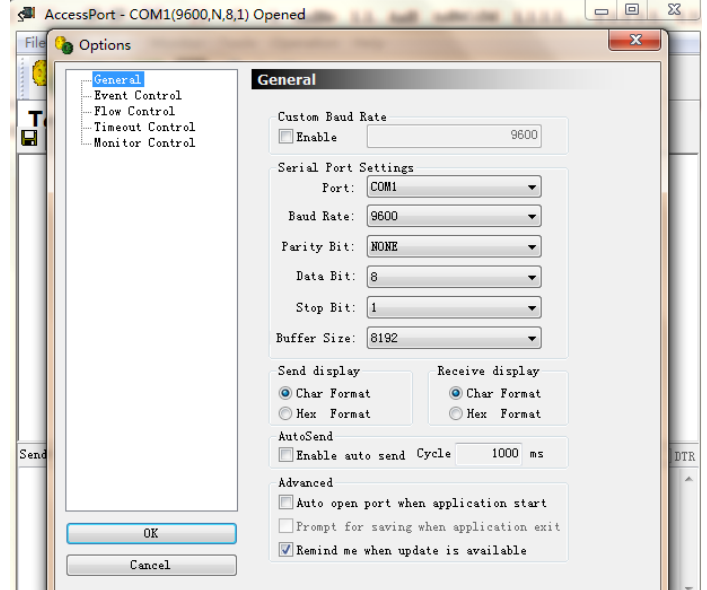 AccessPort - COM1(9600,N,8,1) Opened
File
Options
General
Event Control
Flow Control
Timeout Control
Monitor Control
General
Custom Baud Rate
Enable 9600
Serial Port Settings
Port: COM1
Baud Rate: 9600
Parity Bit: NONE
Data Bit: 8
Stop Bit: 1
Buffer Size: 8192
Send display Receive display
Char Format Char Format
Hex Format Hex Format
AutoSend
Enable auto send Cycle 1000 ms
Advanced
Auto open port when application start
Prompt for saving when application exit
Remind me when update is available
OK
Cancel
Send
DTR